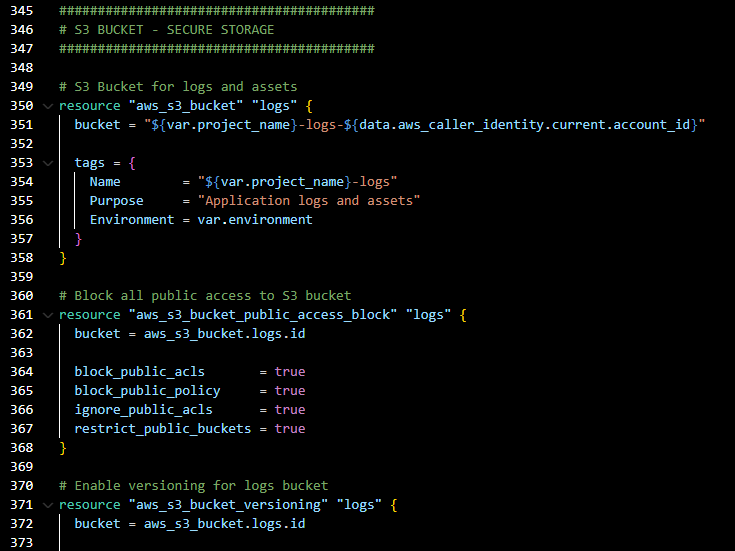 345 #########################################
346 # S3 BUCKET - SECURE STORAGE
347 #########################################
348
349 # S3 Bucket for logs and assets
350 resource "aws_s3_bucket" "logs" {
351   bucket = "${var.project_name}-logs-${data.aws_caller_identity.current.account_id}"
352
353   tags = {
354     Name        = "${var.project_name}-logs"
355     Purpose     = "Application logs and assets"
356     Environment = var.environment
357   }
358 }
359
360 # Block all public access to S3 bucket
361 resource "aws_s3_bucket_public_access_block" "logs" {
362   bucket = aws_s3_bucket.logs.id
363
364   block_public_acls       = true
365   block_public_policy     = true
366   ignore_public_acls      = true
367   restrict_public_buckets = true
368 }
369
370 # Enable versioning for logs bucket
371 resource "aws_s3_bucket_versioning" "logs" {
372   bucket = aws_s3_bucket.logs.id
373